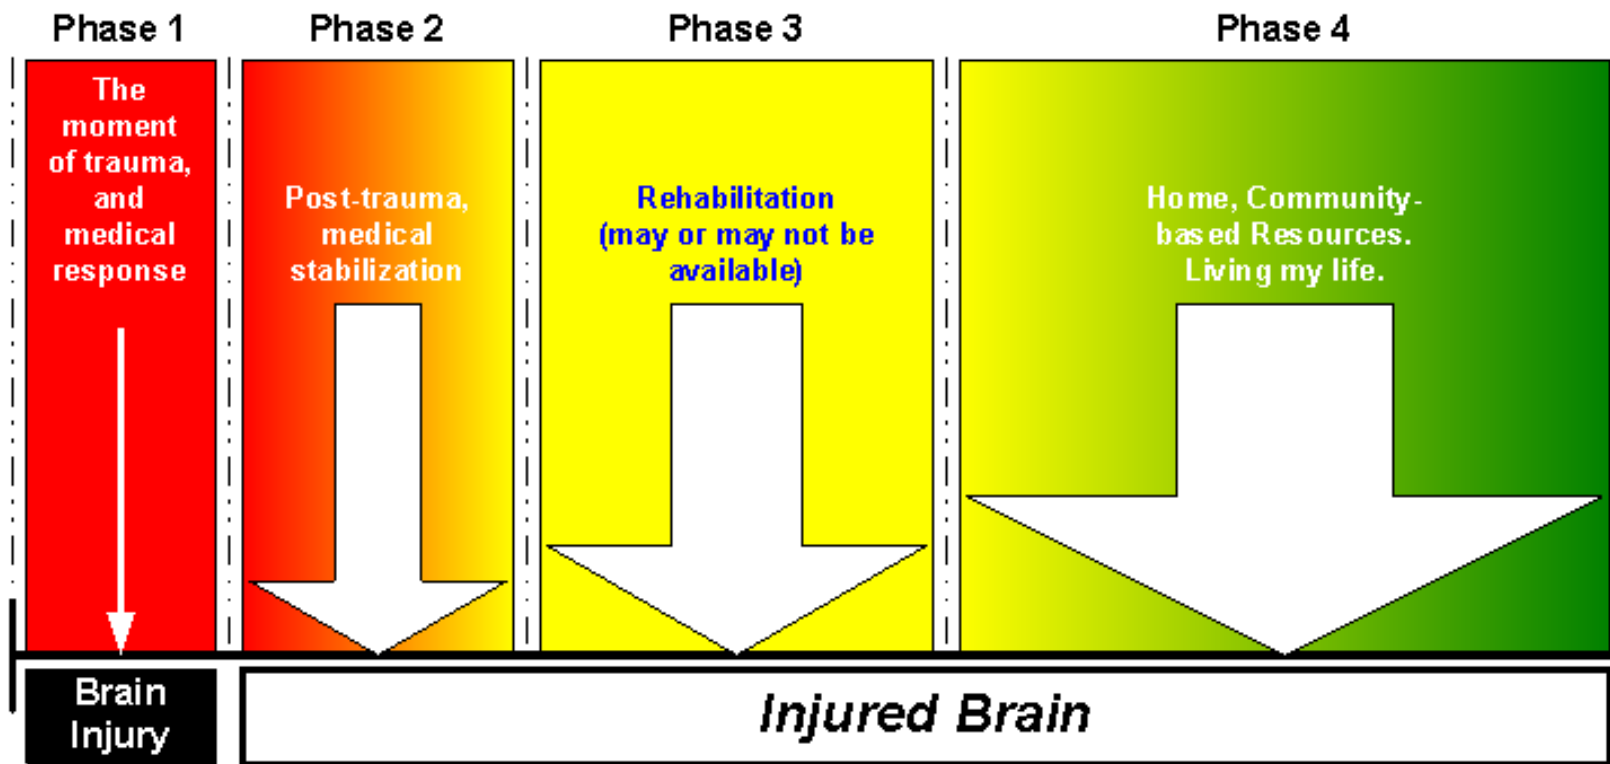 Phase 1
Phase 2
Phase 3
Phase 4
The
moment
of trauma,
and
medical
response
Post-trauma,
medical
stabilization
Rehabilitation
(may or may not be
available)
Home, Community-
based Resources.
Living my life.
Brain
Injury
Injured Brain